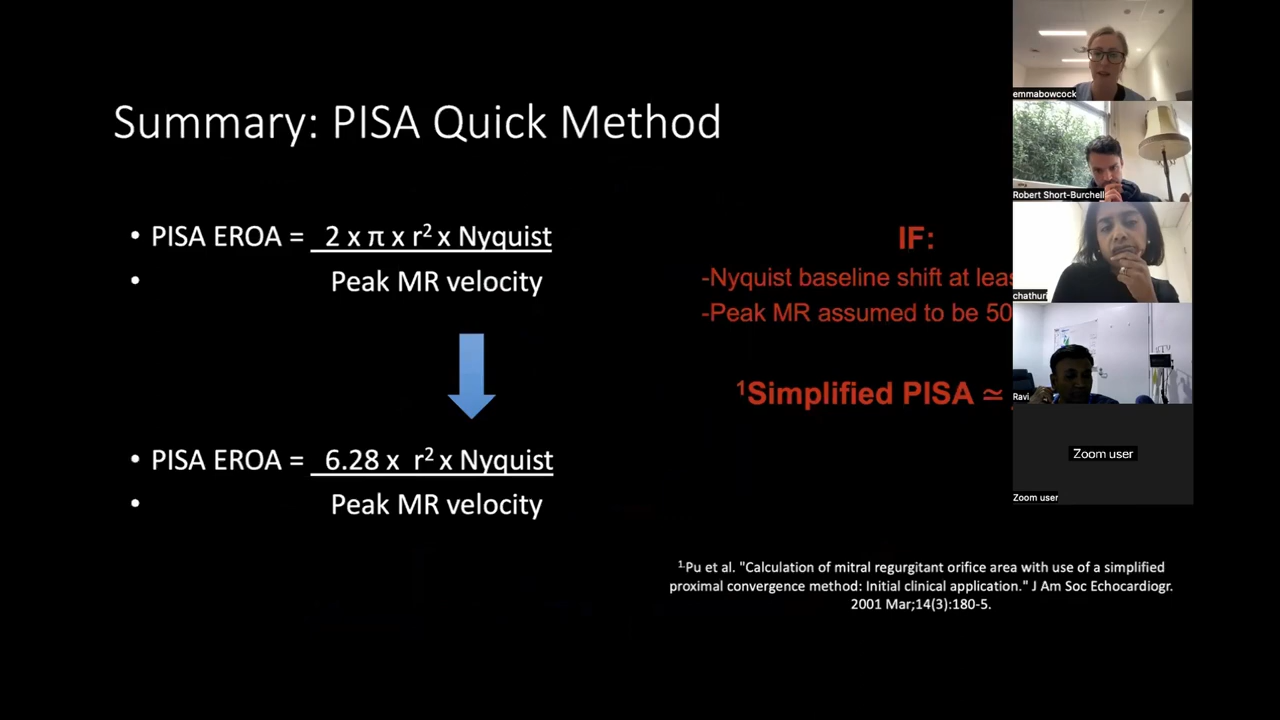 Summary: PISA Quick Method
• PISA EROA = 2 x π x r² x Nyquist
• Peak MR velocity
• PISA EROA = 6.28 x r² x Nyquist
• Peak MR velocity
IF:
-Nyquist baseline shift at
-Peak MR assumed to be 50
¹Simplified PISA ≃
¹·Pu et al. "Calculation of mitral regurgitant orifice area with use of a simplified
proximal convergence method: Initial clinical application." J Am Soc Echocardiogr.
2001 Mar;14(3):180-5.
emmabowcock
Robert Short-Burchell
chathuri
Ravi
Zoom user
Zoom user